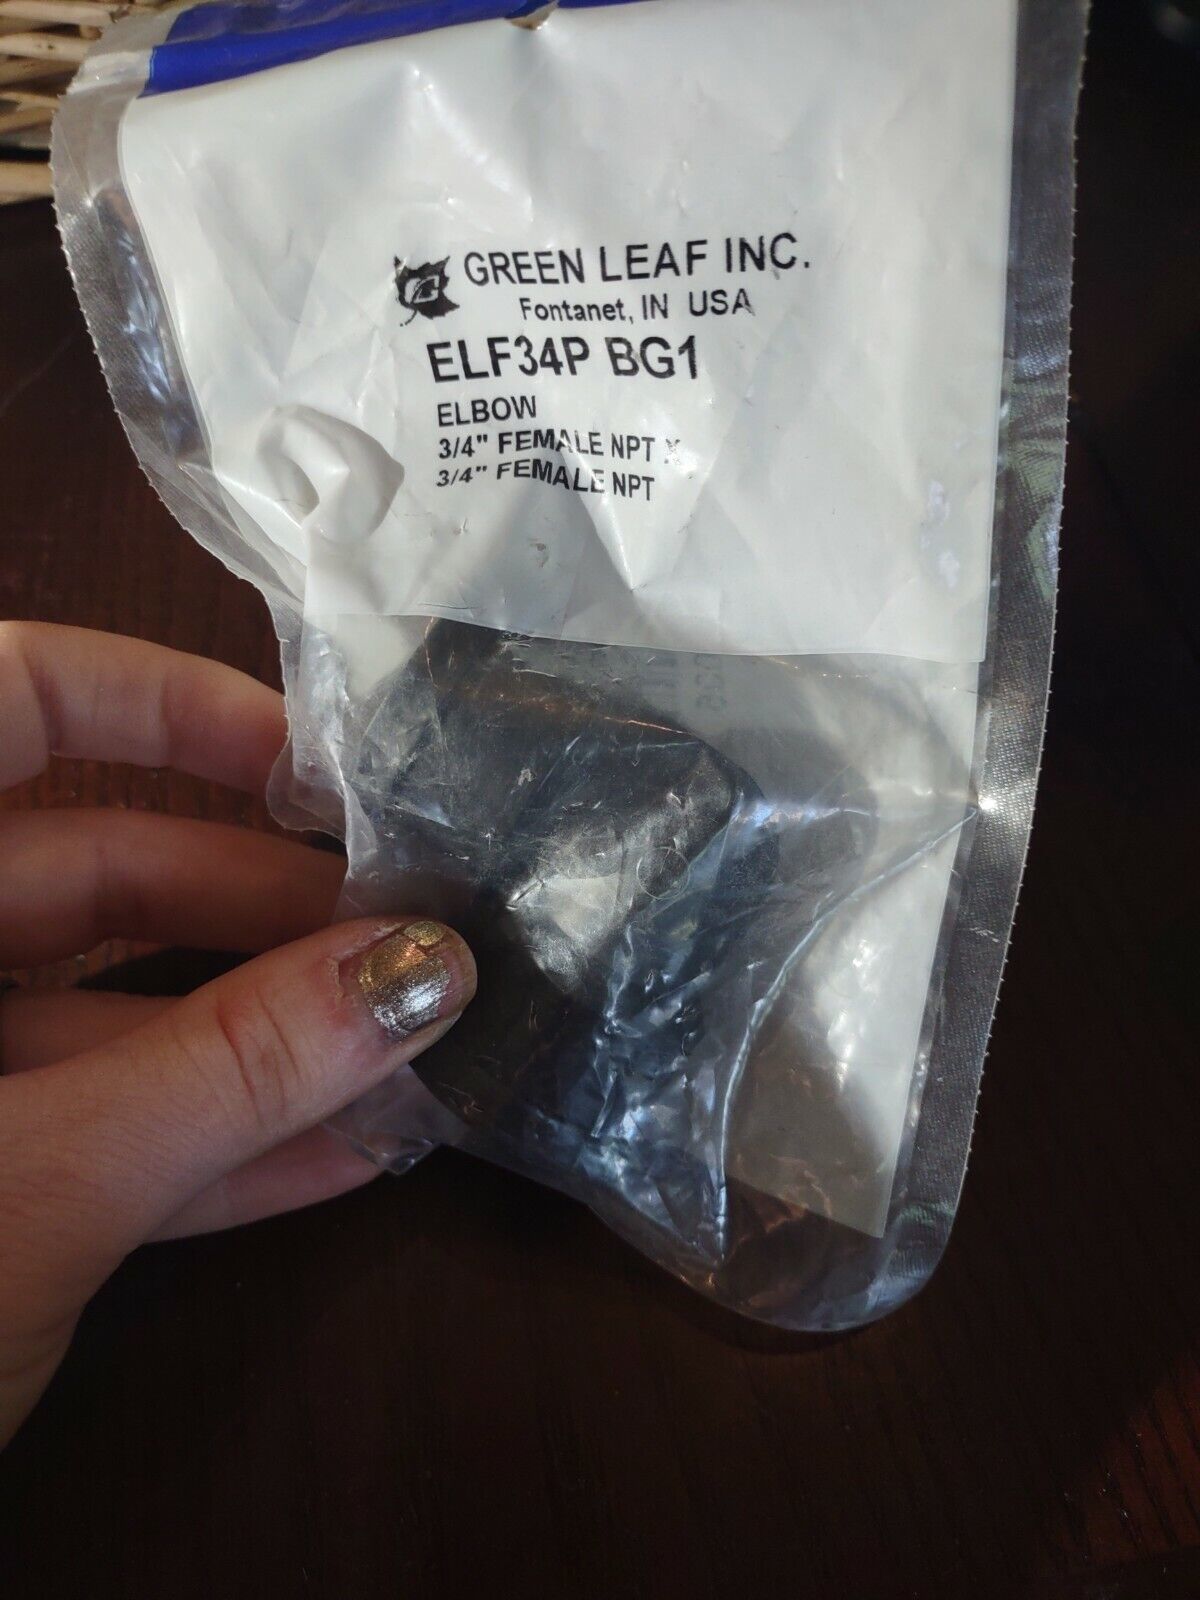 GREEN LEAF INC.
Fontanet, IN USA
ELF34P BG1
ELBOW
3/4" FEMALE NPT X
3/4" FEMALE NPT